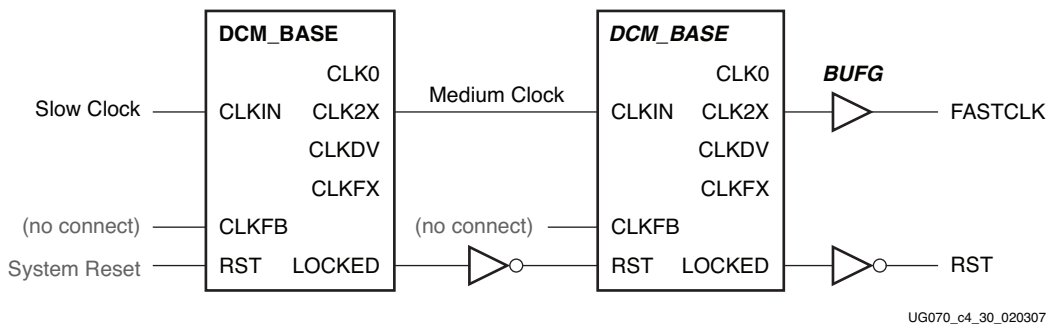 DCM_BASE DCM_BASE
CLK0 CLK0 BUFG
Slow Clock CLKIN CLK2X Medium Clock CLKIN CLK2X FASTCLK
CLKDV CLKDV
CLKFX CLKFX
(no connect) CLKFB (no connect) CLKFB
System Reset RST LOCKED RST LOCKED RST
UG070_c4_30_020307